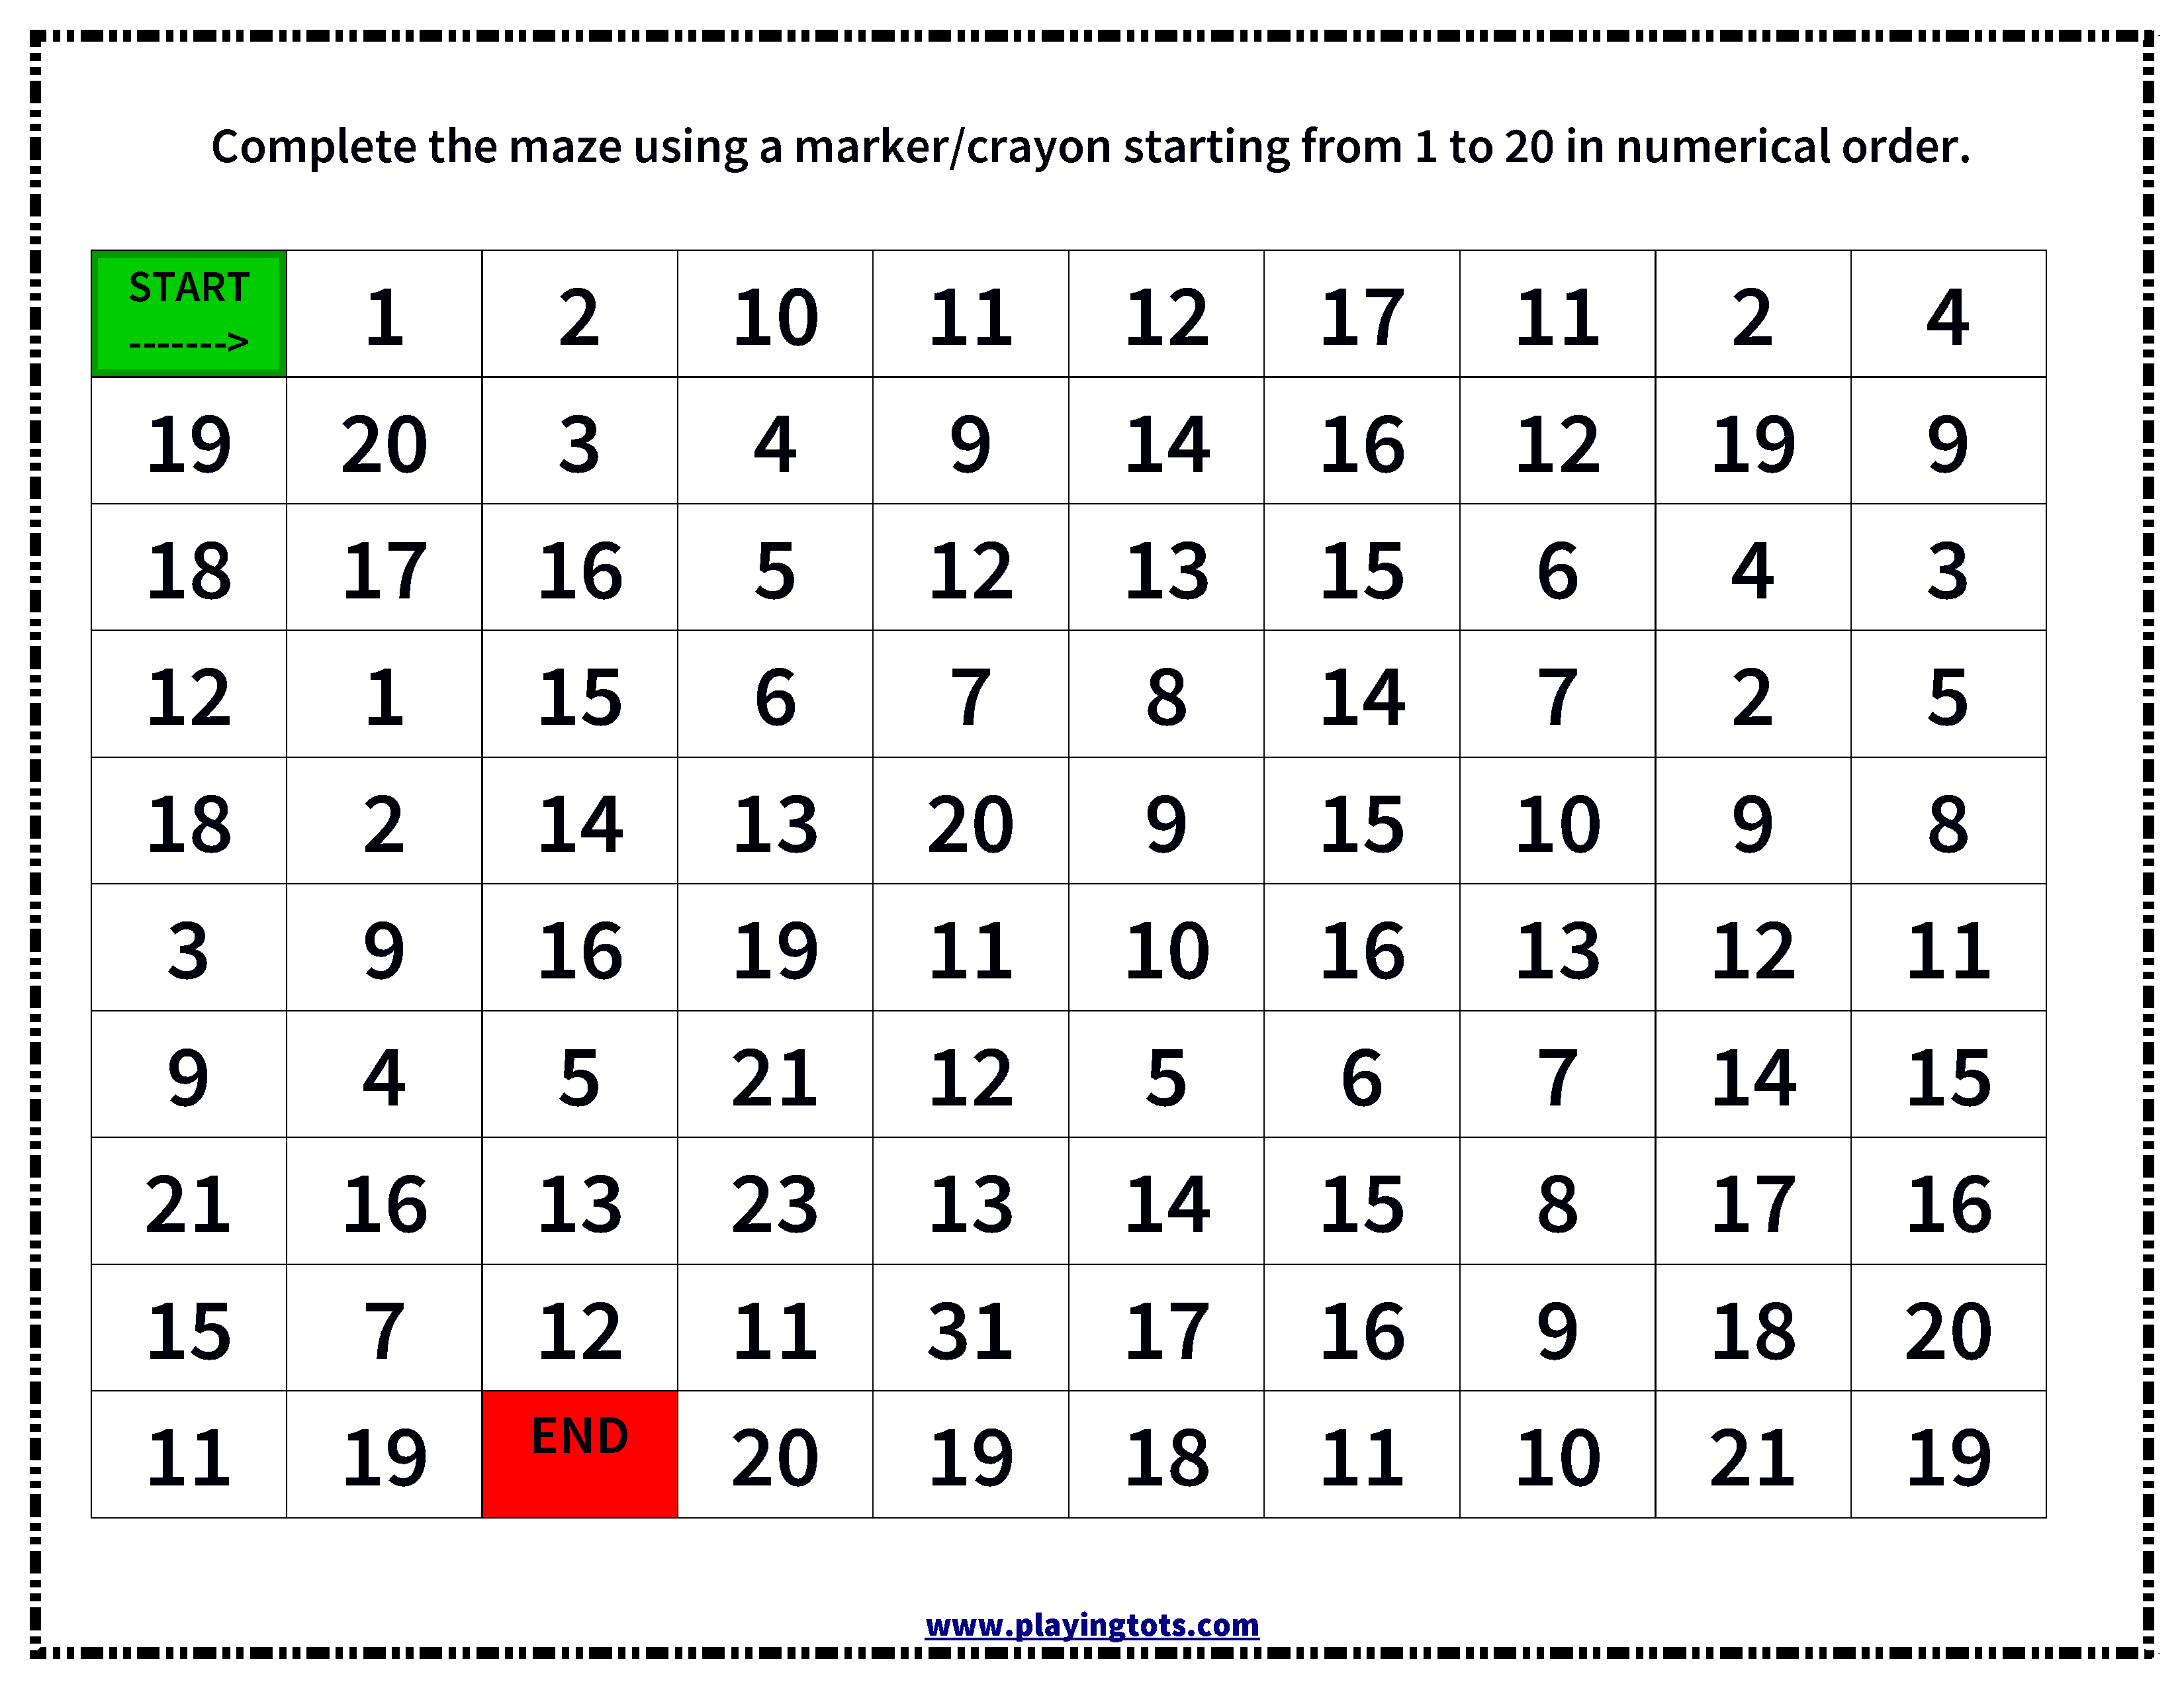 Complete the maze using a marker/crayon starting from 1 to 20 in numerical order.
START
------->
1 2 10 11 12 17 11 2 4
19 20 3 4 9 14 16 12 19 9
18 17 16 5 12 13 15 6 4 3
12 1 15 6 7 8 14 7 2 5
18 2 14 13 20 9 15 10 9 8
3 9 16 19 11 10 16 13 12 11
9 4 5 21 12 5 6 7 14 15
21 16 13 23 13 14 15 8 17 16
15 7 12 11 31 17 16 9 18 20
11 19 END 20 19 18 11 10 21 19
www.playingtots.com